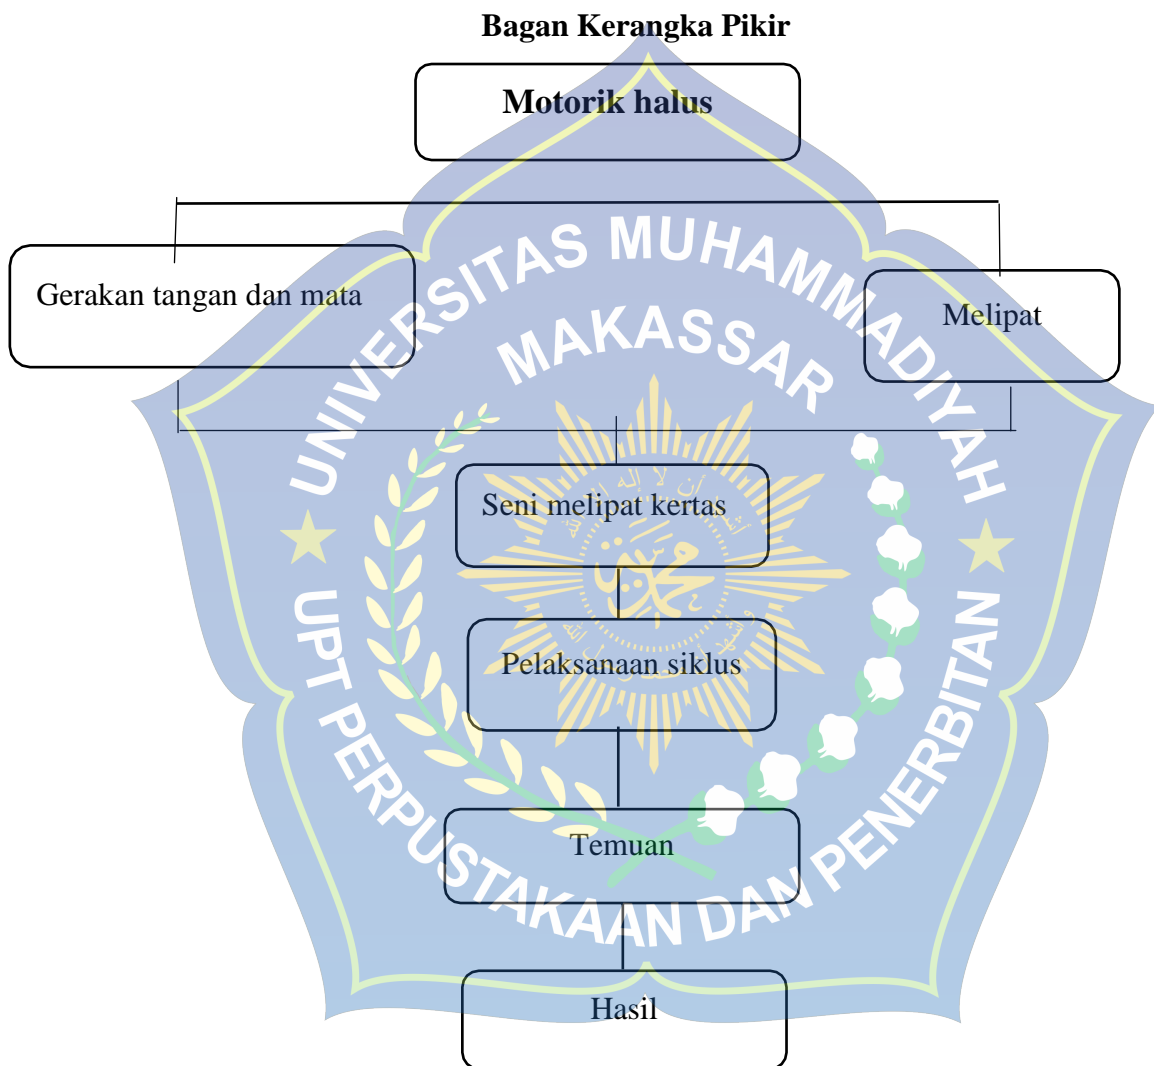 Bagan Kerangka Pikir
Motorik halus
UNIVERSITAS MUHAMMADIYAH
MAKASSAR
Gerakan tangan dan mata
Melipat
Seni melipat kertas
محمد
Pelaksanaan siklus
Temuan
UPT PERPUSTAKAAN DAN PENERBITAN
Hasil